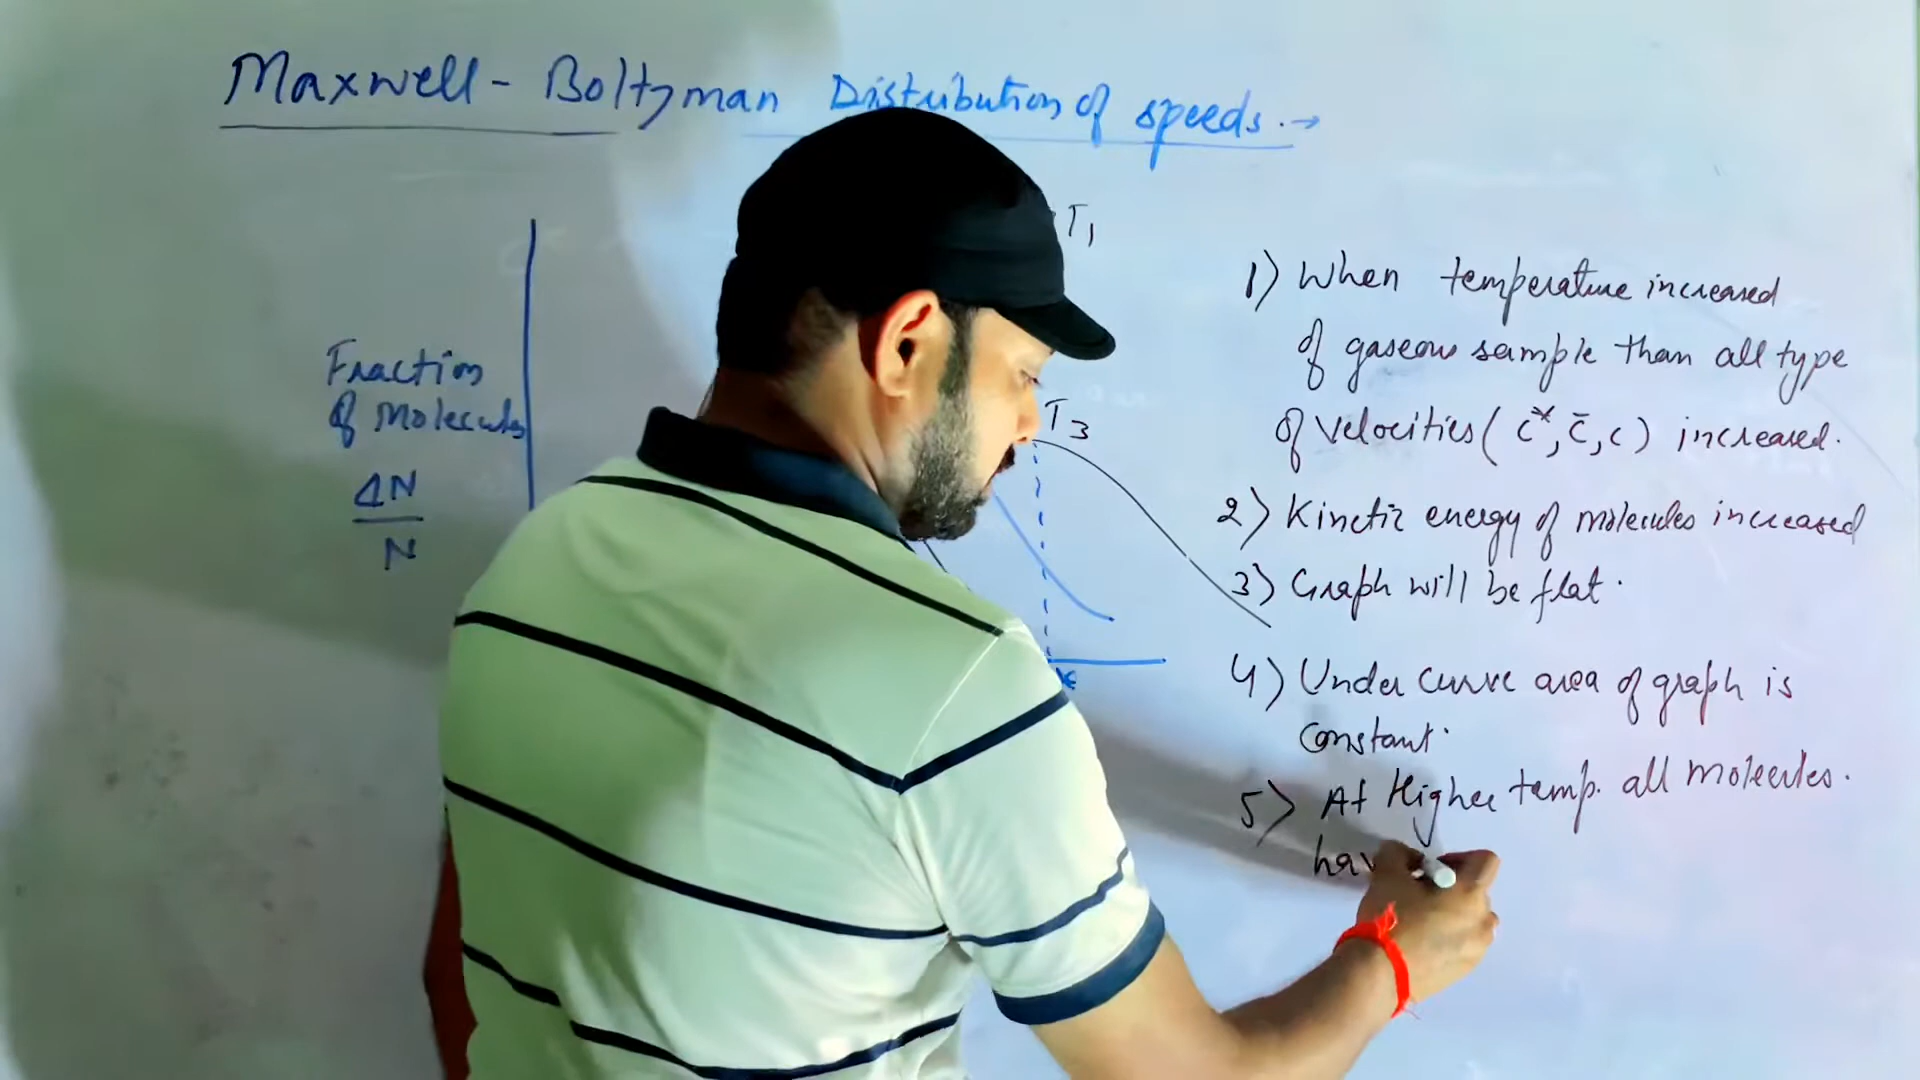 Maxwell - Boltzman Distribution of speeds. →
T1
Fraction
of Molecules
ΔN
N
T3
1) When temperature increased
of gaseous sample than all type
of velocities ( c*, c̄, c ) increased.
2) Kinetic energy of molecules increased
3) Graph will be flat.
4) Under curve area of graph is
constant.
5) At Higher temp. all molecules.
hav